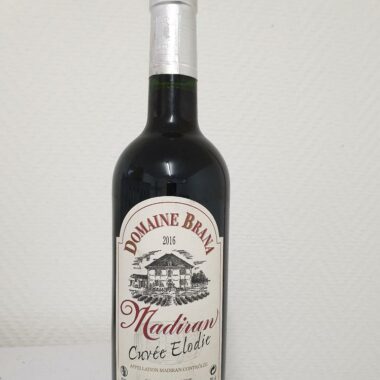 DOMAINE BRANA
2016
Madiran
Cuvée Elodie
APPELLATION MADIRAN CONTRÔLÉE